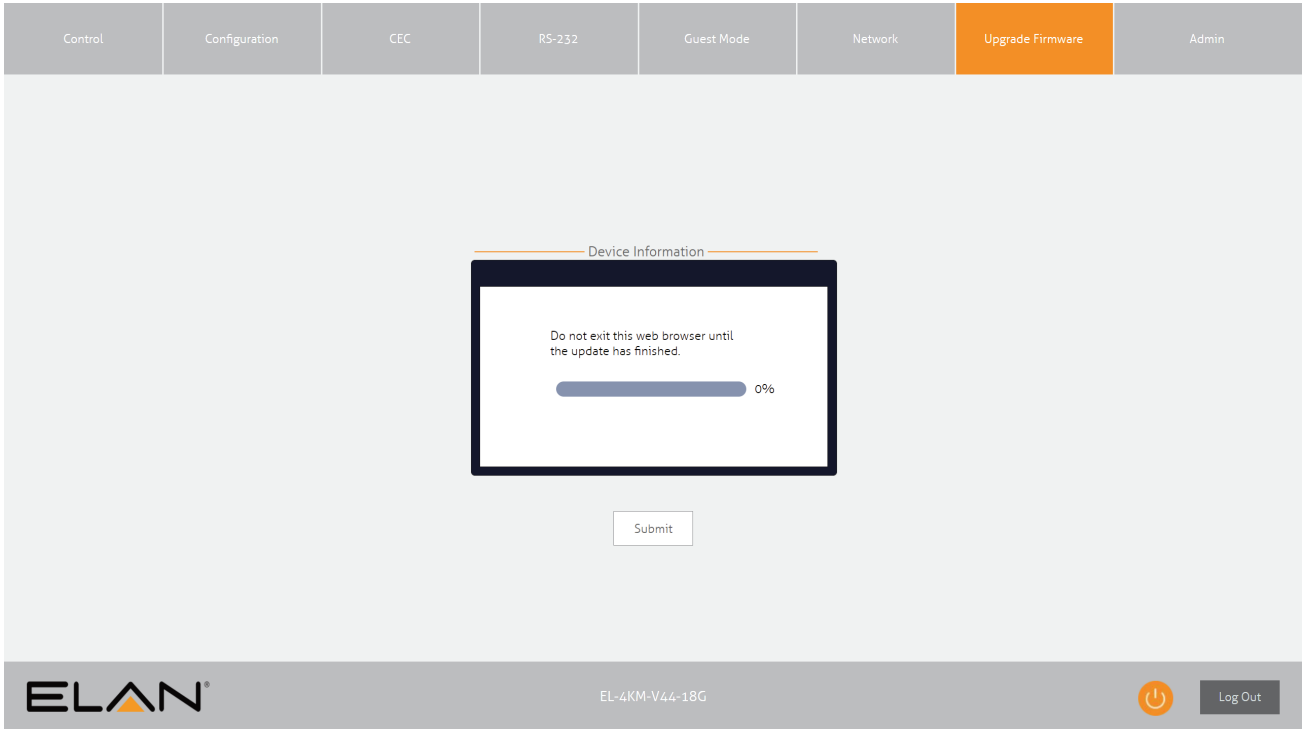 Control
Configuration
CEC
RS-232
Guest Mode
Network
Upgrade Firmware
Admin
Device Information
Do not exit this web browser until
the update has finished.
0%
Submit
ELAN®
EL-4KM-V44-18G
Log Out